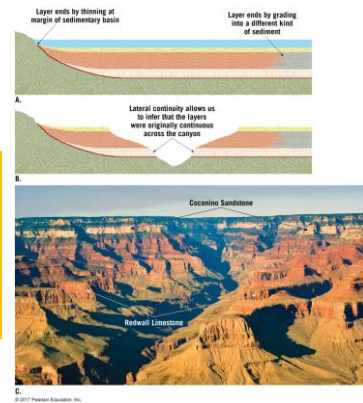 Layer ends by thinning at
margin of sedimentary basin
Layer ends by grading
into a different kind
of sediment
A.
Lateral continuity allows us
to infer that the layers
were originally continuous
across the canyon
B.
Coconino Sandstone
Redwall Limestone
C.
© 2017 Pearson Education, Inc.